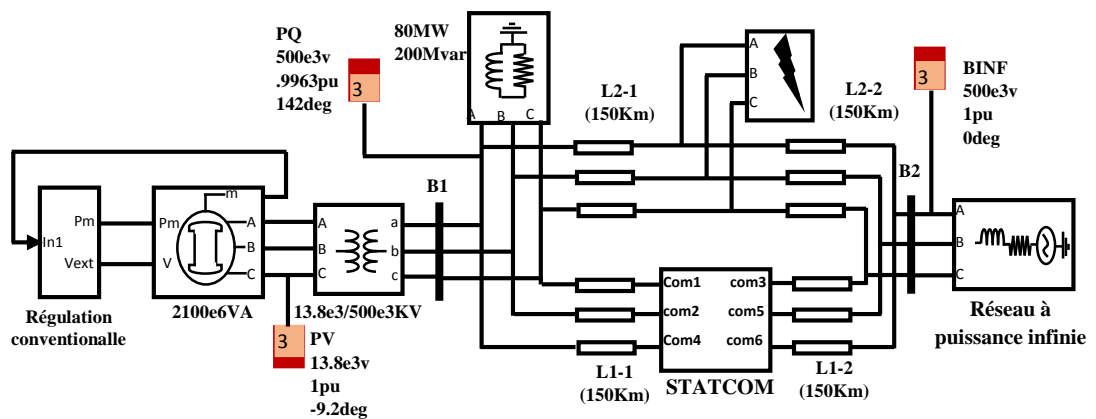 PQ
500e3v
.9963pu
142deg
3
80MW
200Mvar
A
B
C
L2-1
(150Km)
A
B
C
L2-2
(150Km)
3
BINF
500e3v
1pu
0deg
In1
Pm
Vext
Régulation
conventionalle
Pm
V
m
A
B
C
2100e6VA
A
B
C
a
b
c
13.8e3/500e3KV
3
PV
13.8e3v
1pu
-9.2deg
B1
Com1
com2
Com4
com3
com5
com6
STATCOM
L1-1
(150Km)
L1-2
(150Km)
B2
A
B
C
Réseau à
puissance infinie